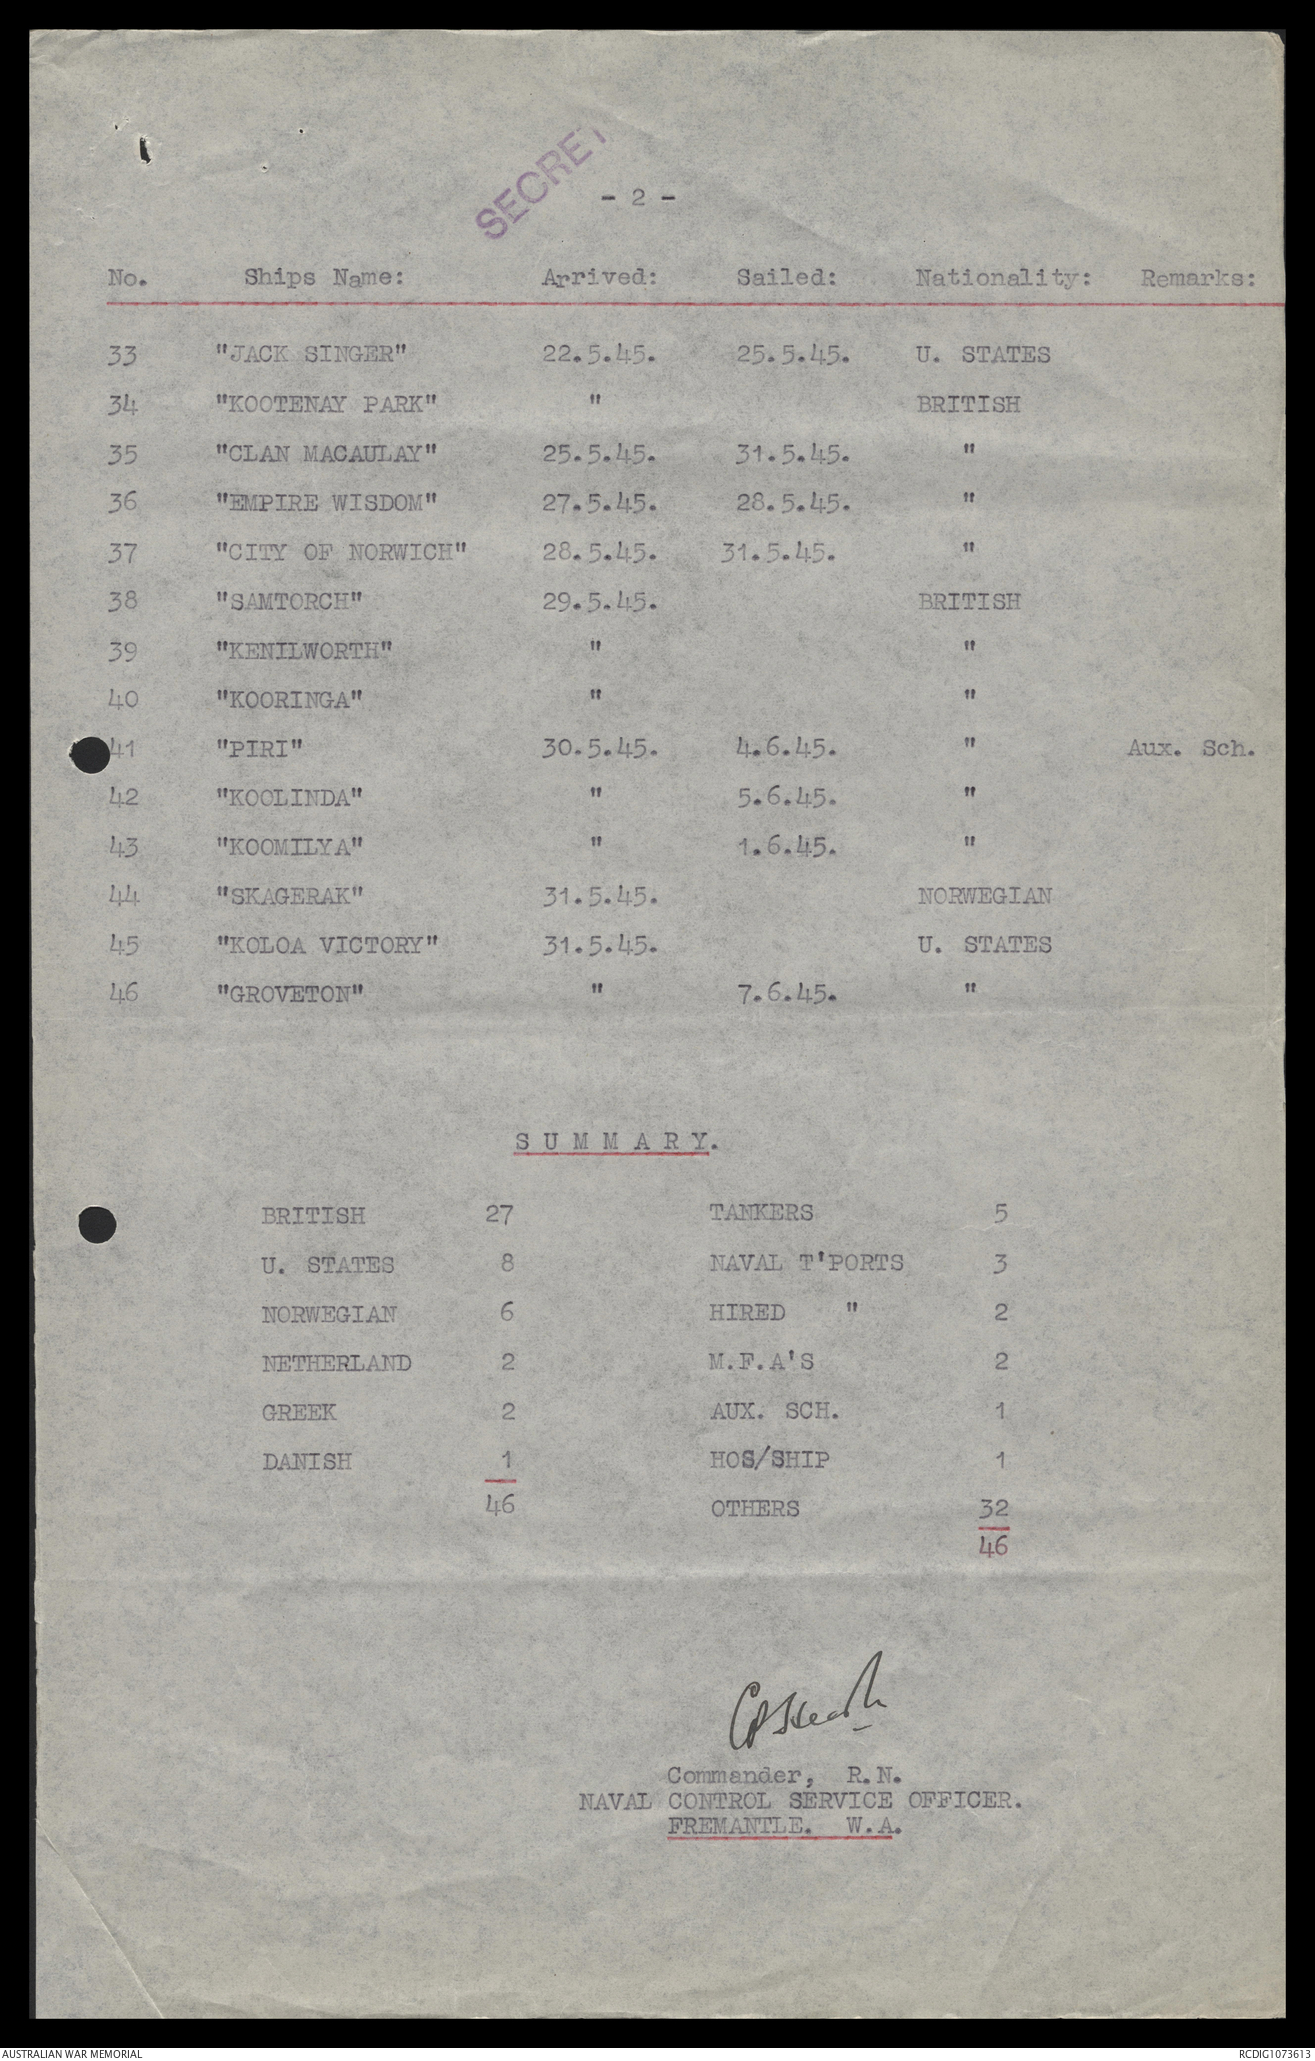 SECRET
- 2 -
No. Ships Name: Arrived: Sailed: Nationality: Remarks:
33 "JACK SINGER" 22.5.45. 25.5.45. U. STATES
34 "KOOTENAY PARK" " BRITISH
35 "CLAN MACAULAY" 25.5.45. 31.5.45. "
36 "EMPIRE WISDOM" 27.5.45. 28.5.45. "
37 "CITY OF NORWICH" 28.5.45. 31.5.45. "
38 "SAMTORCH" 29.5.45. BRITISH
39 "KENILWORTH" " "
40 "KOORINGA" " "
41 "PIRI" 30.5.45. 4.6.45. " Aux. Sch.
42 "KOOLINDA" " 5.6.45. "
43 "KOOMILYA" " 1.6.45. "
44 "SKAGERAK" 31.5.45. NORWEGIAN
45 "KOLOA VICTORY" 31.5.45. U. STATES
46 "GROVETON" " 7.6.45. "
S U M M A R Y.
BRITISH 27 TANKERS 5
U. STATES 8 NAVAL T'PORTS 3
NORWEGIAN 6 HIRED " 2
NETHERLAND 2 M.F.A'S 2
GREEK 2 AUX. SCH. 1
DANISH 1 HOS/SHIP 1
46 OTHERS 32
46
Commander, R.N.
NAVAL CONTROL SERVICE OFFICER.
FREMANTLE. W.A.
AUSTRALIAN WAR MEMORIAL RCDIG1073613